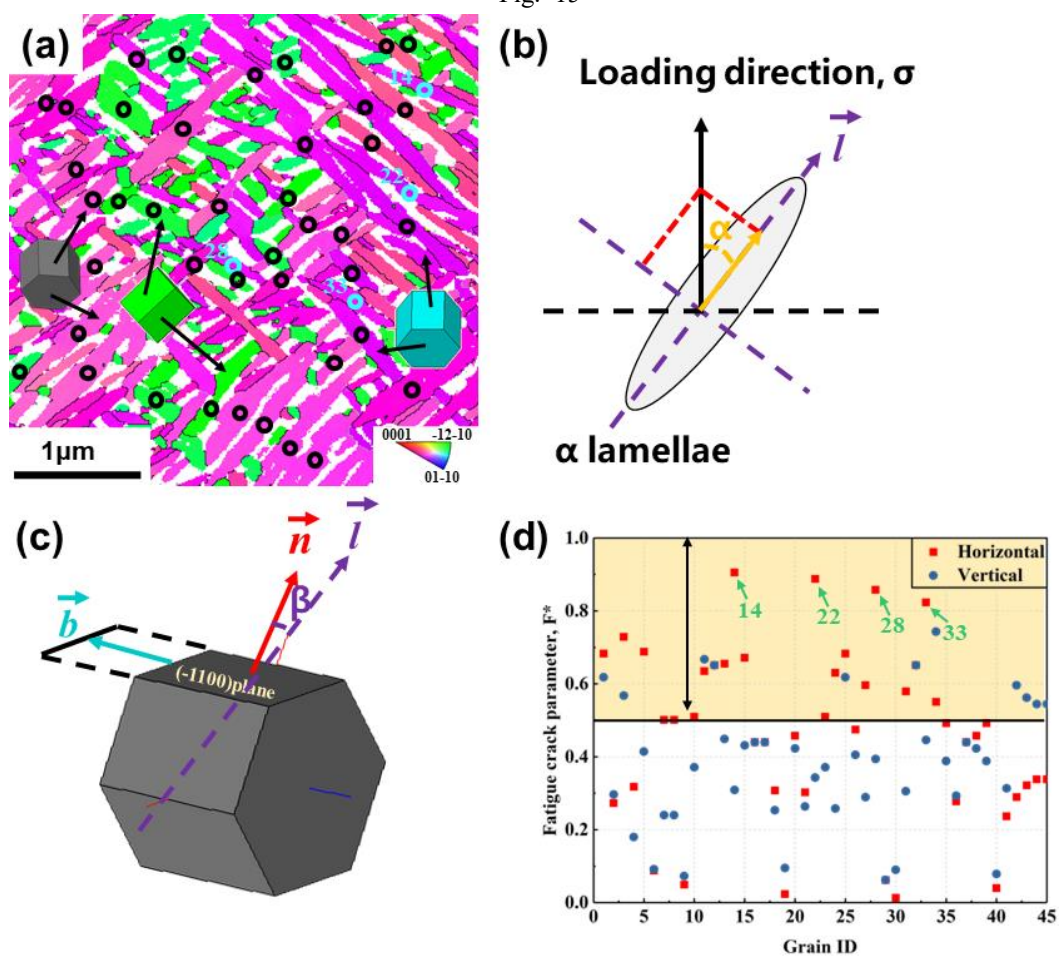 (a)
14
22
28
33
1μm
0001 -12-10
01-10
(b)
Loading direction, σ
l
α
α lamellae
(c)
n
l
β
b
(-1100)plane
(d)
Fatigue crack parameter, F*
1.0
0.8
0.6
0.4
0.2
0.0
Horizontal
Vertical
14
22
28
33
0 5 10 15 20 25 30 35 40 45
Grain ID